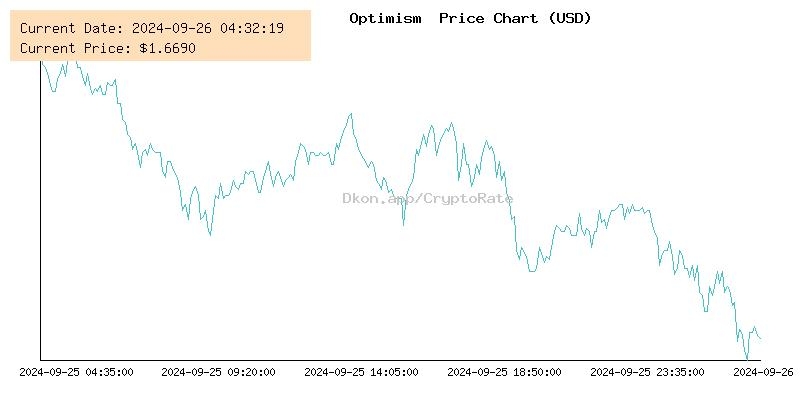 Optimism Price Chart (USD)
Current Date: 2024-09-26 04:32:19
Current Price: $1.6690
Dkon.app/CryptoRate
2024-09-25 04:35:00 2024-09-25 09:20:00 2024-09-25 14:05:00 2024-09-25 18:50:00 2024-09-25 23:35:00 2024-09-26